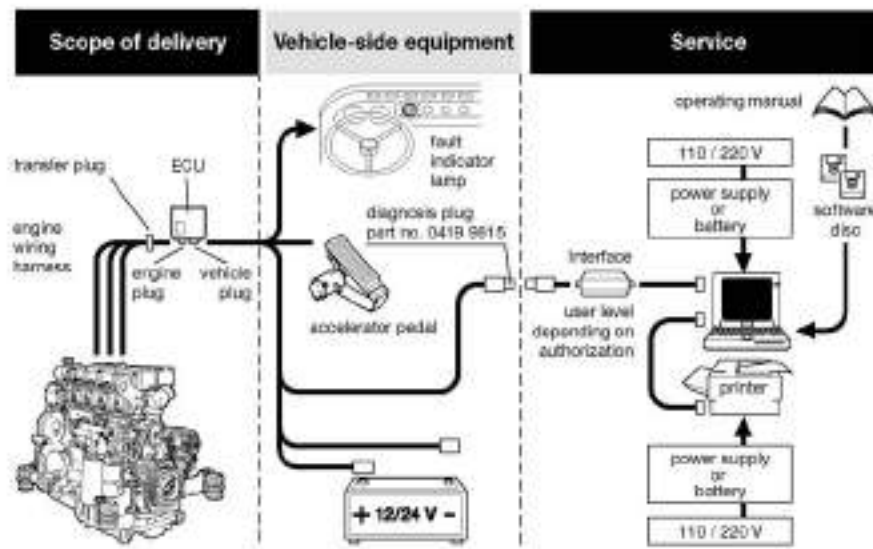 Scope of delivery
Vehicle-side equipment
Service
transfer plug
ECU
engine
wiring
harness
engine
plug
vehicle
plug
fault
indicator
lamp
diagnosis plug
part no. 0419 9615
accelerator pedal
+ 12/24 V -
operating manual
110 / 220 V
power supply
or
battery
software
disc
Interface
user level
depending on
authorization
printer
power supply
or
battery
110 / 220 V